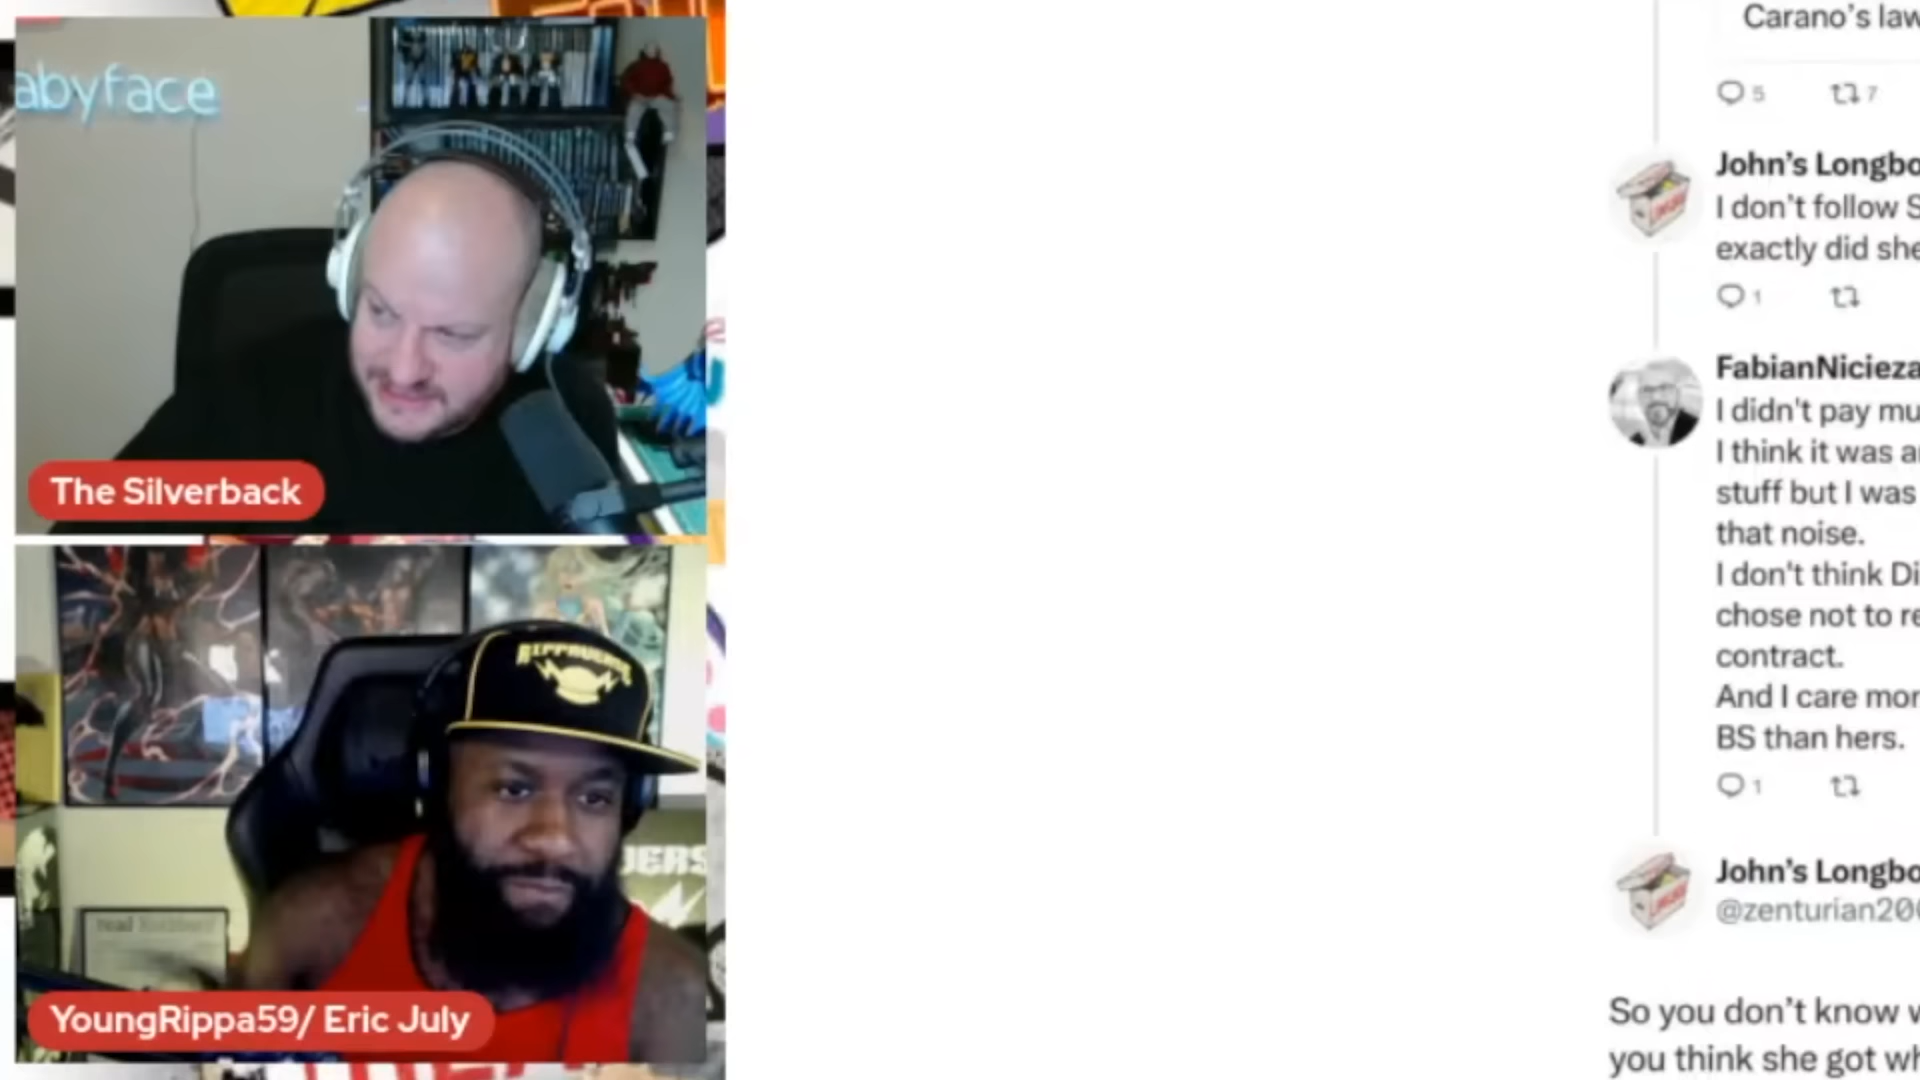 abyface
The Silverback
RIPPAVERSE
real
YoungRippa59/ Eric July
Carano's law
5 7
John's Longbo
I don't follow S
exactly did she
1
FabianNicieza
I didn't pay mu
I think it was a
stuff but I was
that noise.
I don't think Di
chose not to re
contract.
And I care mor
BS than hers.
1
John's Longbo
@zenturian20
So you don't know w
you think she got wh